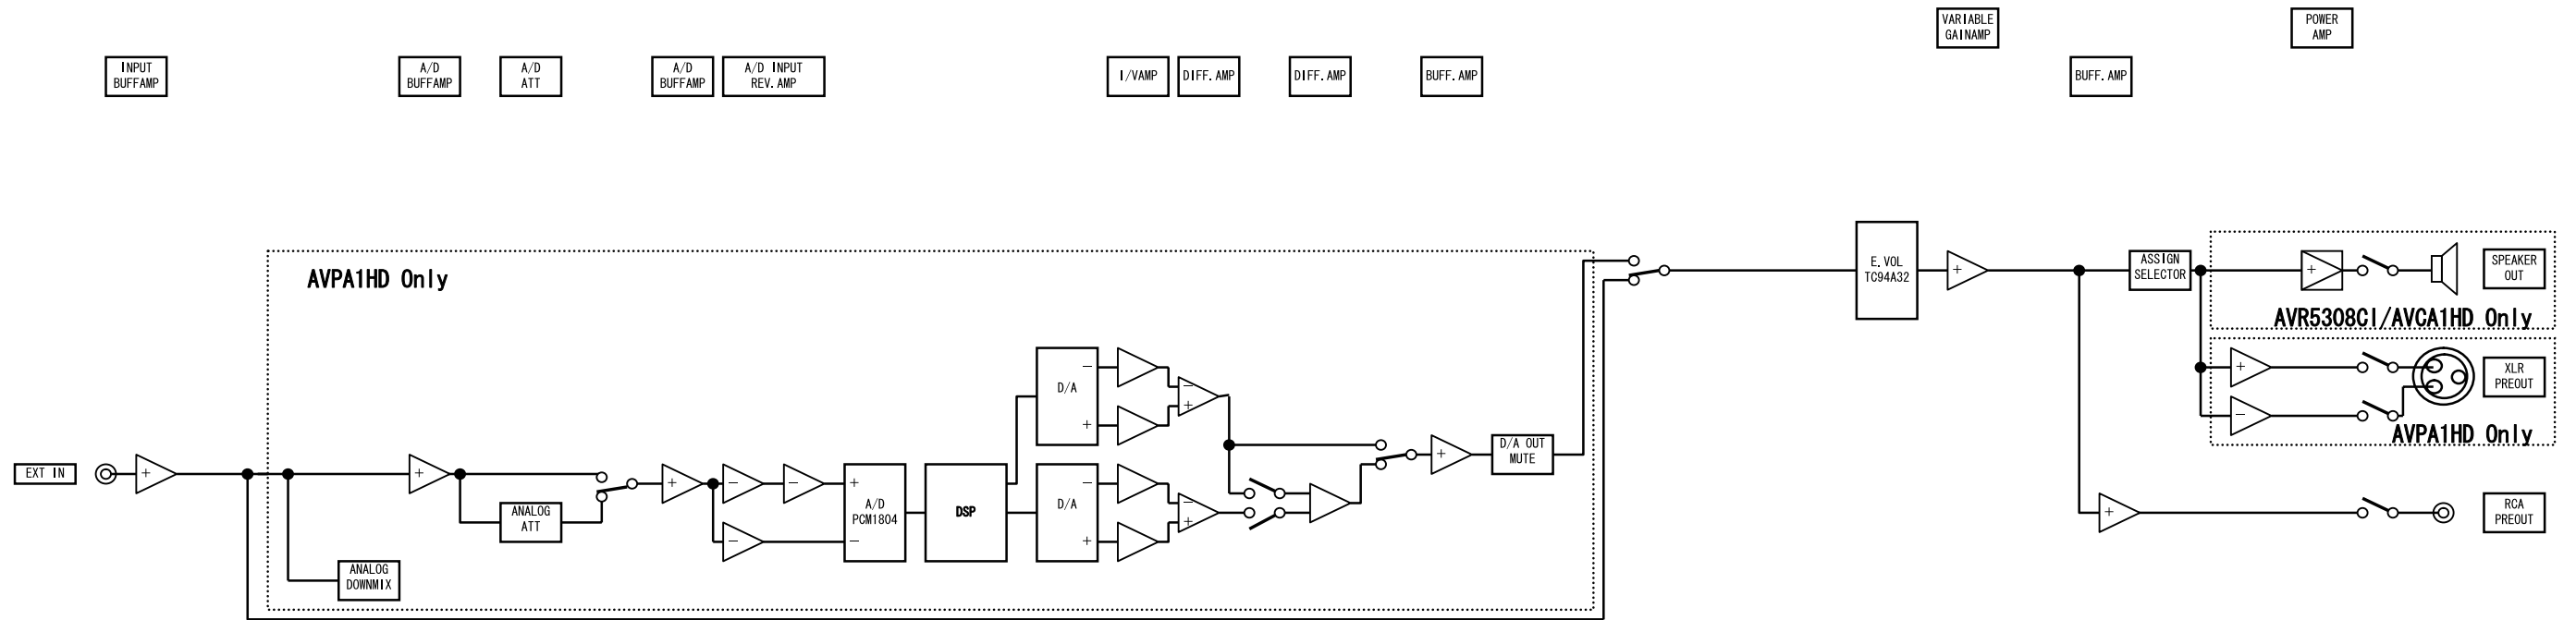 VARIABLE
GAINAMP
POWER
AMP
INPUT
BUFFAMP
A/D
BUFFAMP
A/D
ATT
A/D
BUFFAMP
A/D INPUT
REV. AMP
I/VAMP
DIFF. AMP
DIFF. AMP
BUFF. AMP
BUFF. AMP
AVPA1HD Only
E. VOL
TC94A32
+
ASSIGN
SELECTOR
+
SPEAKER
OUT
AVR5308CI/AVCA1HD Only
D/A
−
+
−
+
+
−
XLR
PREOUT
AVPA1HD Only
EXT IN
+
+
ANALOG
ATT
+
−
−
−
+
A/D
PCM1804
−
DSP
−
D/A
+
−
+
+
D/A OUT
MUTE
+
RCA
PREOUT
ANALOG
DOWNMIX